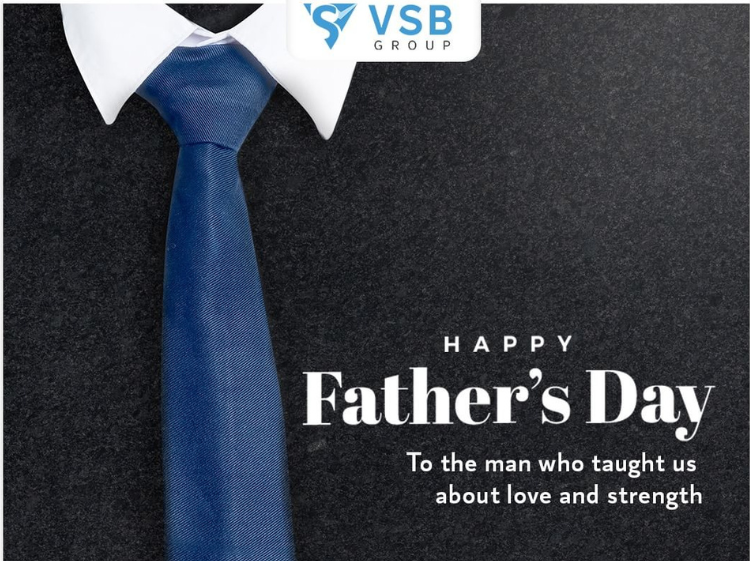 VSB
GROUP
HAPPY
Father's Day
To the man who taught us
about love and strength